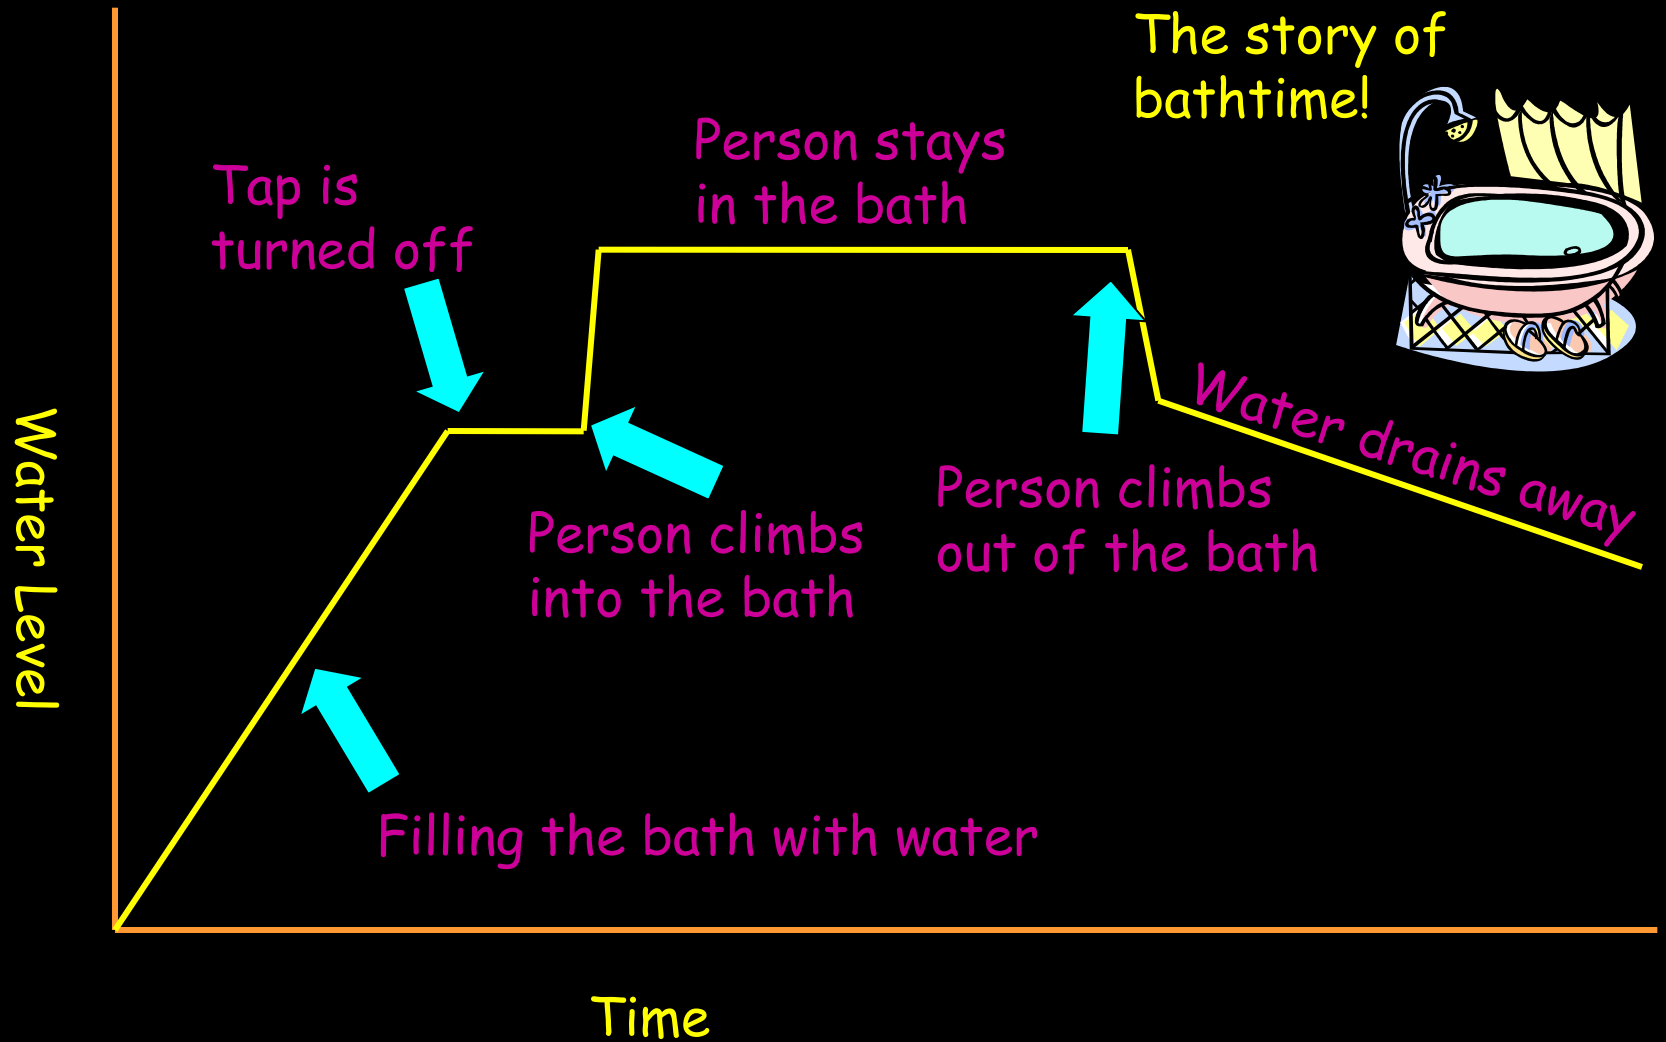 The story of
bathtime!
Person stays
in the bath
Tap is
turned off
Water drains away
Water Level
Person climbs
out of the bath
Person climbs
into the bath
Filling the bath with water
Time